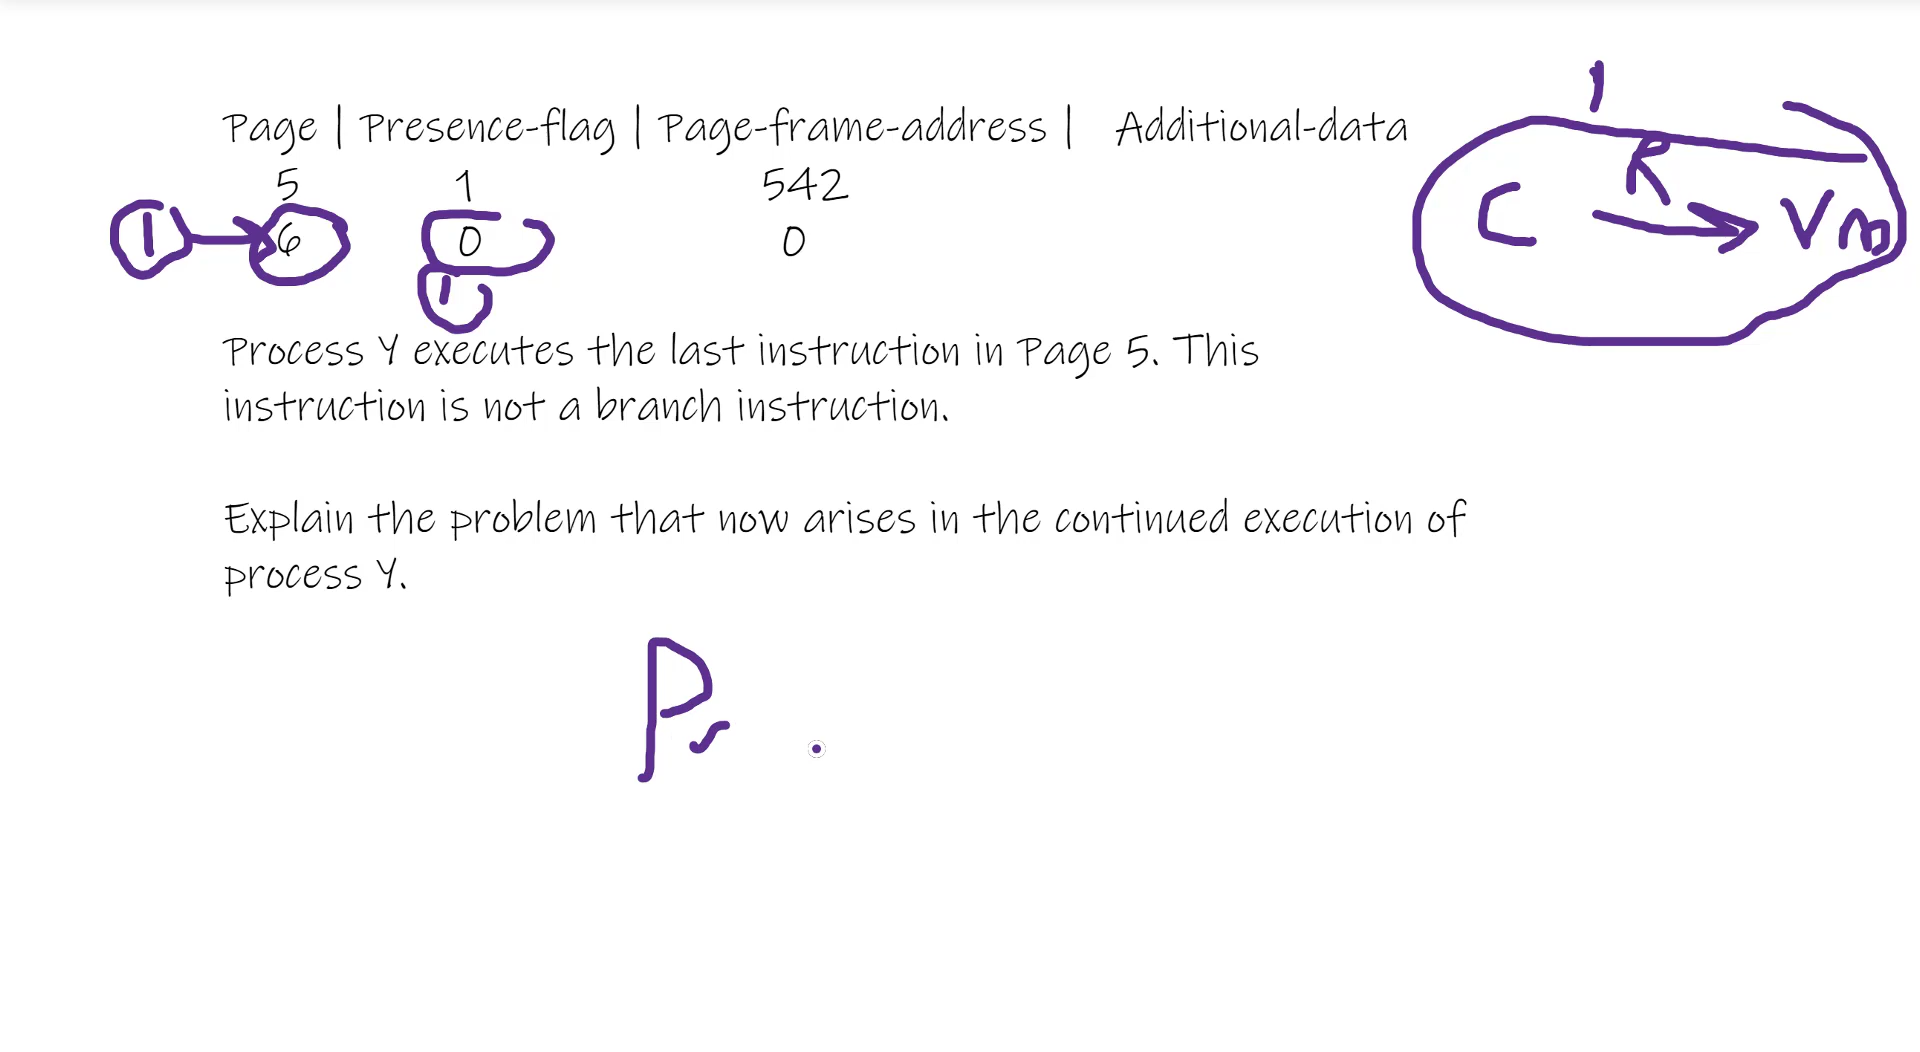 Page | Presence-flag | Page-frame-address | Additional-data
5 1 542
6 0 0
1
1
1
R
C Vm
Process Y executes the last instruction in Page 5. This
instruction is not a branch instruction.
Explain the problem that now arises in the continued execution of
process Y.
P